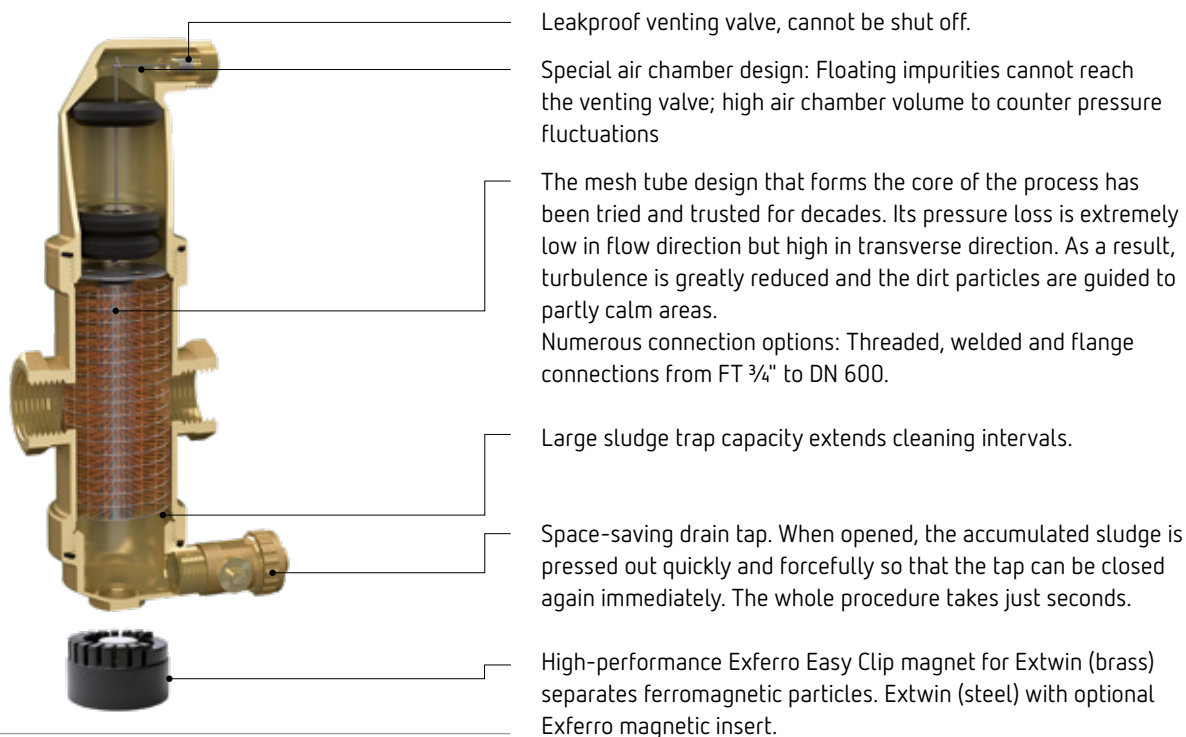 Leakproof venting valve, cannot be shut off.
Special air chamber design: Floating impurities cannot reach
the venting valve; high air chamber volume to counter pressure
fluctuations
The mesh tube design that forms the core of the process has
been tried and trusted for decades. Its pressure loss is extremely
low in flow direction but high in transverse direction. As a result,
turbulence is greatly reduced and the dirt particles are guided to
partly calm areas.
Numerous connection options: Threaded, welded and flange
connections from FT ¾" to DN 600.
Large sludge trap capacity extends cleaning intervals.
Space-saving drain tap. When opened, the accumulated sludge is
pressed out quickly and forcefully so that the tap can be closed
again immediately. The whole procedure takes just seconds.
High-performance Exferro Easy Clip magnet for Extwin (brass)
separates ferromagnetic particles. Extwin (steel) with optional
Exferro magnetic insert.